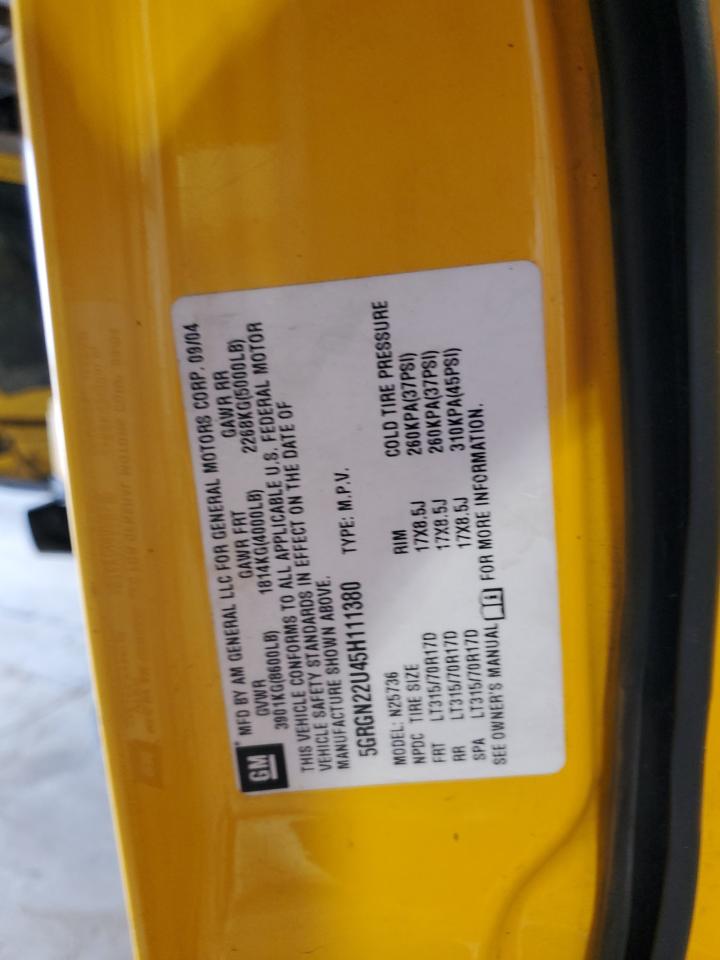 GM
MFD BY AM GENERAL LLC FOR GENERAL MOTORS CORP. 09/04
GVWR GAWR FRT GAWR RR
3901KG(8600LB) 1814KG(4000LB) 2268KG(5000LB)
THIS VEHICLE CONFORMS TO ALL APPLICABLE U.S. FEDERAL MOTOR
VEHICLE SAFETY STANDARDS IN EFFECT ON THE DATE OF
MANUFACTURE SHOWN ABOVE.
5GRGN22U45H111380 TYPE: M.P.V.
MODEL: N25736
NPDC TIRE SIZE RIM COLD TIRE PRESSURE
FRT LT315/70R17D 17X8.5J 260KPA(37PSI)
RR LT315/70R17D 17X8.5J 260KPA(37PSI)
SPA LT315/70R17D 17X8.5J 310KPA(45PSI)
SEE OWNER'S MANUAL FOR MORE INFORMATION.